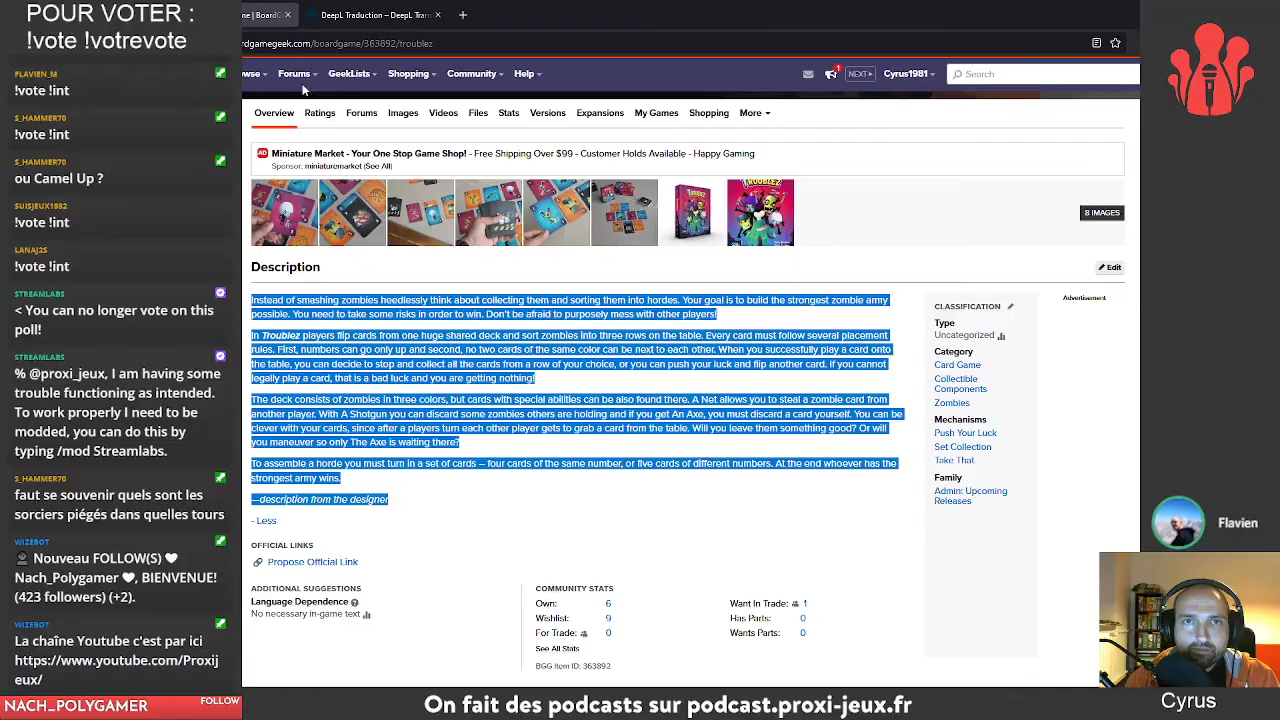 POUR VOTER :
!vote !votrevote
FLAVIEN_M
!vote !int
S_HAMMER70
!vote !int
S_HAMMER70
ou Camel Up ?
SUISJEUX1982
!vote !int
LANAJ2S
!vote !int
STREAMLABS
< You can no longer vote on this
poll!
STREAMLABS
% @proxi_jeux, I am having some
trouble functioning as intended.
To work properly I need to be
modded, you can do this by
typing /mod Streamlabs.
S_HAMMER70
faut se souvenir quels sont les
sorciers piégés dans quelles tours
WIZEBOT
Nouveau FOLLOW(S)
Nach_Polygamer, BIENVENUE!
(423 followers) (+2).
WIZEBOT
La chaîne Youtube c'est par ici
https://www.youtube.com/Proxij
eux/
NACH_POLYGAMER FOLLOW
ne | BoardG × DeepL Translate - DeepL Trans × +
rdgamegeek.com/boardgame/363892/troublez
wse Forums GeekLists Shopping Community Help 1 NEXT Cyrus1981 Search
Overview Ratings Forums Images Videos Files Stats Versions Expansions My Games Shopping More
AD Miniature Market - Your One Stop Game Shop! - Free Shipping Over $99 - Customer Holds Available - Happy Gaming
Sponsor: miniaturemarket [See All]
TROUBLEZ
TROUBLEZ
8 IMAGES
Description
Edit
Instead of smashing zombies heedlessly think about collecting them and sorting them into hordes. Your goal is to build the strongest zombie army
possible. You need to take some risks in order to win. Don't be afraid to purposely mess with other players!
In Troublez players flip cards from one huge shared deck and sort zombies into three rows on the table. Every card must follow several placement
rules. First, numbers can go only up and second, no two cards of the same color can be next to each other. When you successfully play a card onto
the table, you can decide to stop and collect all the cards from a row of your choice, or you can push your luck and flip another card. If you cannot
legally play a card, that is a bad luck and you are getting nothing!
The deck consists of zombies in three colors, but cards with special abilities can be also found there. A Net allows you to steal a zombie card from
another player. With A Shotgun you can discard some zombies others are holding and if you get An Axe, you must discard a card yourself. You can be
clever with your cards, since after a players turn each other player gets to grab a card from the table. Will you leave them something good? Or will
you maneuver so only The Axe is waiting there?
To assemble a horde you must turn in a set of cards – four cards of the same number, or five cards of different numbers. At the end whoever has the
strongest army wins.
—description from the designer
- Less
OFFICIAL LINKS
Propose Official Link
ADDITIONAL SUGGESTIONS
Language Dependence
No necessary in-game text
COMMUNITY STATS
Own: 6
Wishlist: 9
For Trade: 0
See All Stats
BGG Item ID: 363892
Want In Trade: 1
Has Parts: 0
Wants Parts: 0
CLASSIFICATION
Type
Uncategorized
Category
Card Game
Collectible
Components
Zombies
Mechanisms
Push Your Luck
Set Collection
Take That
Family
Admin: Upcoming
Releases
Advertisement
Flavien
Cyrus
On fait des podcasts sur podcast.proxi-jeux.fr